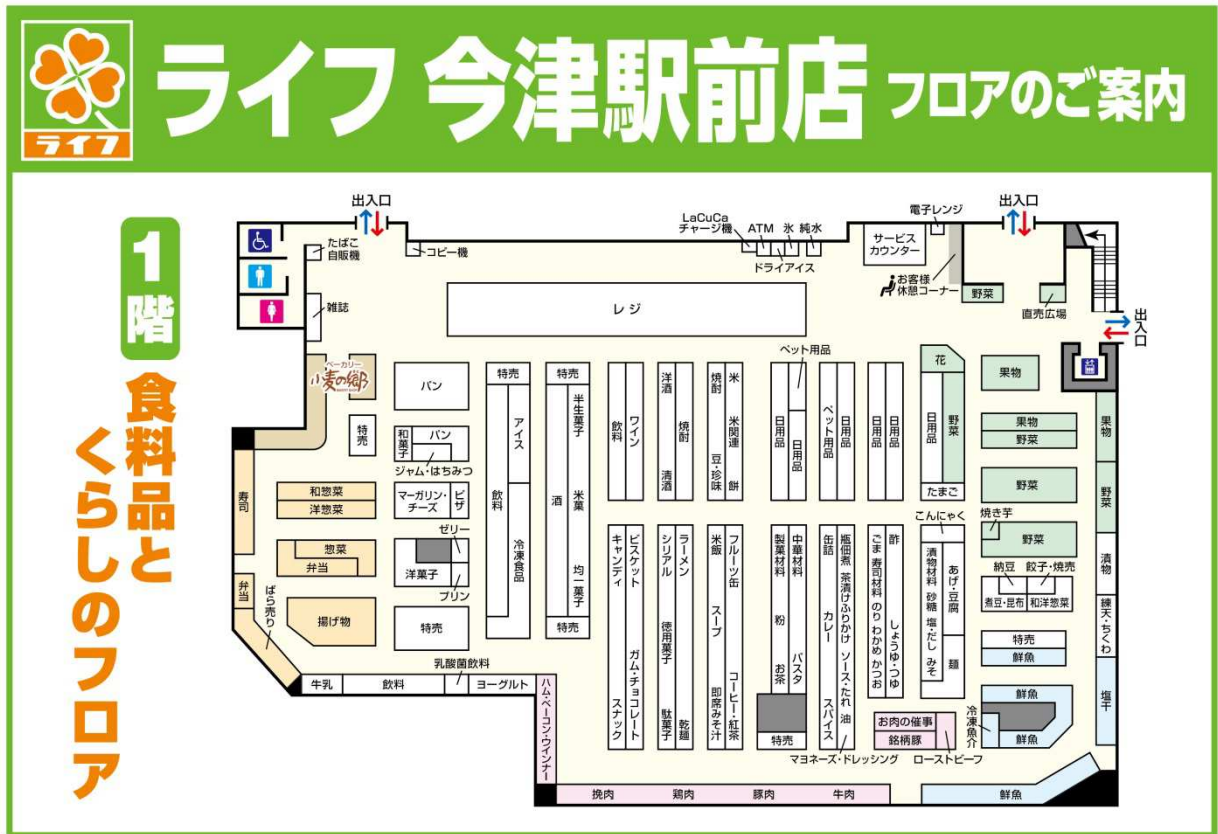 ライフ
ライフ 今津駅前店 フロアのご案内
1階
食料品と
くらしのフロア
出入口
たばこ
自販機
コピー機
雑誌
LaCuCa
チャージ機
ATM
氷
純水
ドライアイス
サービス
カウンター
電子レンジ
お客様
休憩コーナー
出入口
野菜
直売広場
出入口
レジ
ベーカリー
小麦の郷
パン
特売
和菓子
パン
ジャム・はちみつ
マーガリン・
チーズ
ピザ
ゼリー
洋菓子
プリン
特売
寿司
和惣菜
洋惣菜
惣菜
弁当
弁当
ばら売り
揚げ物
牛乳
飲料
乳酸菌飲料
ヨーグルト
ハム・ベーコン・ウインナー
特売
アイス
飲料
冷凍食品
特売
半生菓子
酒
米菓
均一菓子
特売
飲料
ワイン
洋酒
焼酎
清酒
焼酎
米
米関連
豆・珍味
餅
ペット用品
日用品
日用品
ペット用品
日用品
日用品
日用品
花
日用品
野菜
たまご
果物
果物
野菜
野菜
焼き芋
野菜
果物
野菜
漬物
練天・ちくわ
塩干
キャンディ
ビスケット
ガム・チョコレート
スナック
シリアル
ラーメン
徳用菓子
駄菓子
乾麺
米飯
フルーツ缶
スープ
コーヒー・紅茶
即席みそ汁
製菓材料
中華材料
粉
パスタ
お茶
特売
缶詰
瓶佃煮 茶漬けふりかけ ソース・たれ 油
カレー
スパイス
マヨネーズ・ドレッシング
ごま 寿司材料 のり わかめ かつお
酢
しょうゆ・つゆ
こんにゃく
漬物材料 砂糖 塩・だし みそ
あげ・豆腐
麺
納豆
餃子・焼売
煮豆・昆布
和洋惣菜
特売
鮮魚
鮮魚
冷凍魚介
鮮魚
お肉の催事
銘柄豚
ローストビーフ
挽肉
鶏肉
豚肉
牛肉
鮮魚